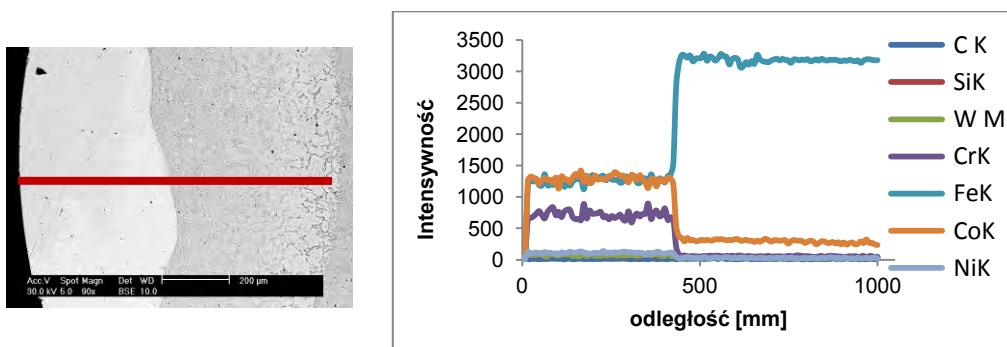 Acc.V Spot Magn Det WD 200 µm
30.0 kV 5.0 90x BSE 10.0
3500
3000
2500
2000
1500
1000
500
0
Intensywność
0 500 1000
odległość [mm]
C K
SiK
W M
CrK
FeK
CoK
NiK